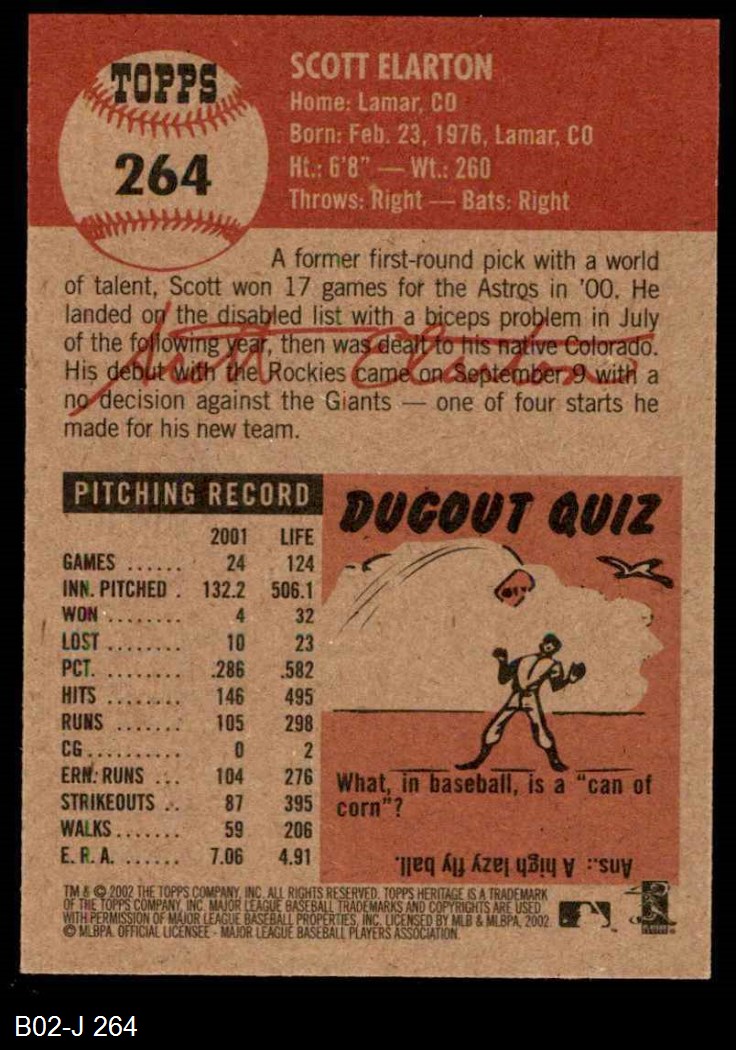 TOPPS
264
SCOTT ELARTON
Home: Lamar, CO
Born: Feb. 23, 1976, Lamar, CO
Ht.: 6'8" — Wt.: 260
Throws: Right — Bats: Right
A former first-round pick with a world
of talent, Scott won 17 games for the Astros in '00. He
landed on the disabled list with a biceps problem in July
of the following year, then was dealt to his native Colorado.
His debut with the Rockies came on September 9 with a
no decision against the Giants — one of four starts he
made for his new team.
Scott Elarton
PITCHING RECORD
2001 LIFE
GAMES ...... 24 124
INN. PITCHED . 132.2 506.1
WON ........ 4 32
LOST ........ 10 23
PCT. ........ .286 .582
HITS ........ 146 495
RUNS ....... 105 298
CG.......... 0 2
ERN. RUNS ... 104 276
STRIKEOUTS .. 87 395
WALKS....... 59 206
E. R. A. ...... 7.06 4.91
DUGOUT QUIZ
What, in baseball, is a "can of
corn"?
Ans.: A high lazy fly ball.
TM & © 2002 THE TOPPS COMPANY, INC. ALL RIGHTS RESERVED. TOPPS HERITAGE IS A TRADEMARK
OF THE TOPPS COMPANY, INC. MAJOR LEAGUE BASEBALL TRADEMARKS AND COPYRIGHTS ARE USED
WITH PERMISSION OF MAJOR LEAGUE BASEBALL PROPERTIES, INC. LICENSED BY MLB & MLBPA, 2002
© MLBPA. OFFICIAL LICENSEE - MAJOR LEAGUE BASEBALL PLAYERS ASSOCIATION.
B02-J 264